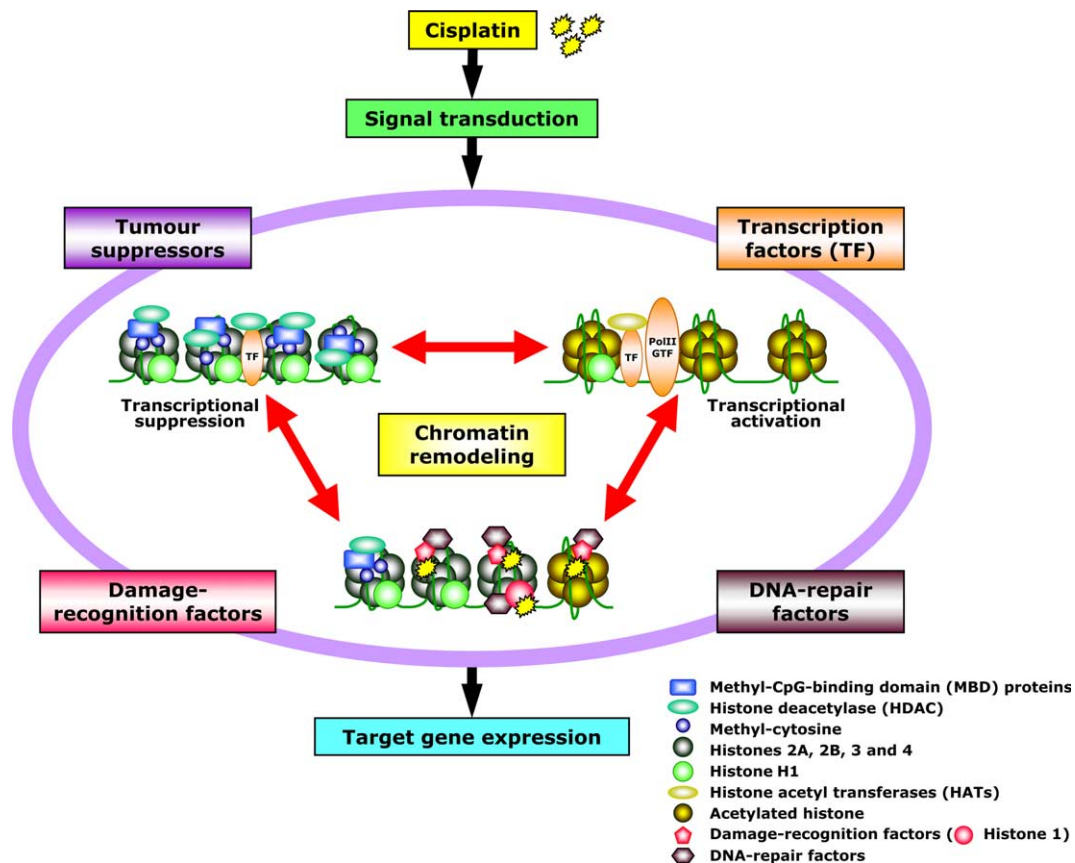 Cisplatin
Signal transduction
Tumour
suppressors
Transcription
factors (TF)
TF
TF
PolII
GTF
Transcriptional
suppression
Transcriptional
activation
Chromatin
remodeling
Damage-
recognition factors
DNA-repair
factors
Target gene expression
Methyl-CpG-binding domain (MBD) proteins
Histone deacetylase (HDAC)
Methyl-cytosine
Histones 2A, 2B, 3 and 4
Histone H1
Histone acetyl transferases (HATs)
Acetylated histone
Damage-recognition factors ( Histone 1)
DNA-repair factors